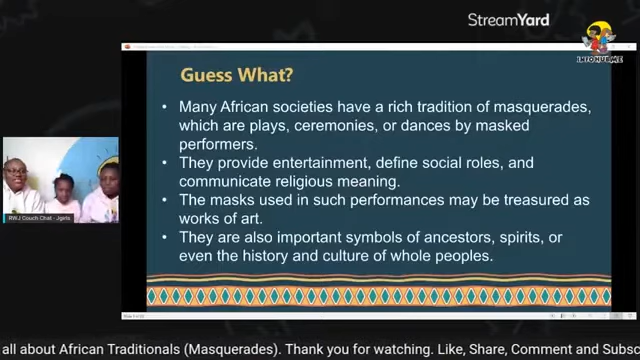 StreamYard
INFO HUB.ME
Guess What?
• Many African societies have a rich tradition of masquerades,
which are plays, ceremonies, or dances by masked
performers.
• They provide entertainment, define social roles, and
communicate religious meaning.
• The masks used in such performances may be treasured as
works of art.
• They are also important symbols of ancestors, spirits, or
even the history and culture of whole peoples.
RWJ Couch Chat - Jgirls
all about African Traditionals (Masquerades). Thank you for watching. Like, Share, Comment and Subsc